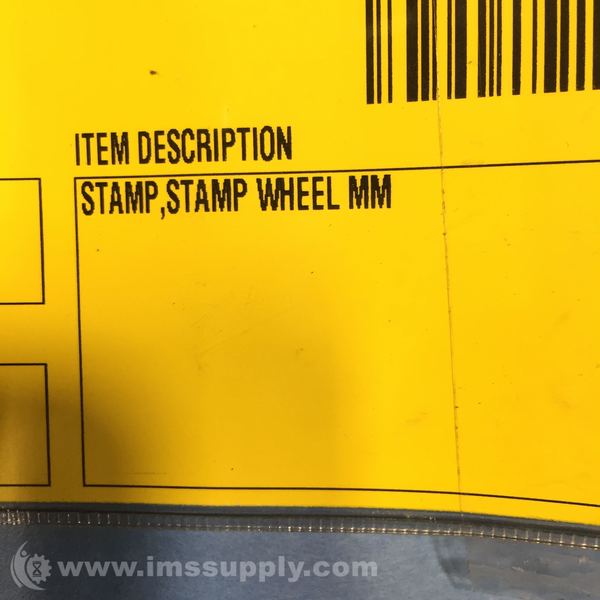 ITEM DESCRIPTION
STAMP,STAMP WHEEL MM
www.imssupply.com